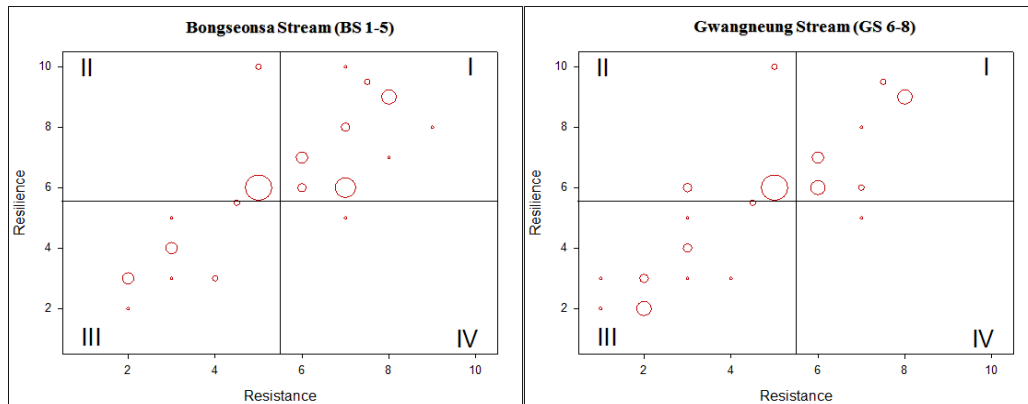 Bongseonsa Stream (BS 1-5)
II
I
III
IV
10
8
6
4
2
Resilience
2
4
6
8
10
Resistance
Gwangneung Stream (GS 6-8)
II
I
III
IV
10
8
6
4
2
Resilience
2
4
6
8
10
Resistance